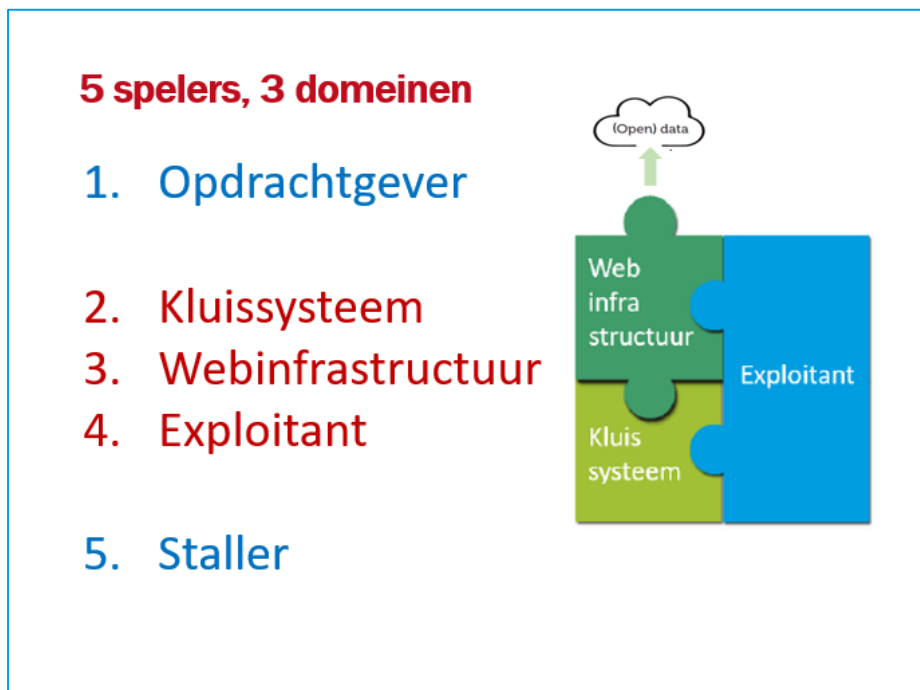 5 spelers, 3 domeinen
1. Opdrachtgever
2. Kluissysteem
3. Webinfrastructuur
4. Exploitant
5. Staller
(Open) data
Web
infra
structuur
Exploitant
Kluis
systeem